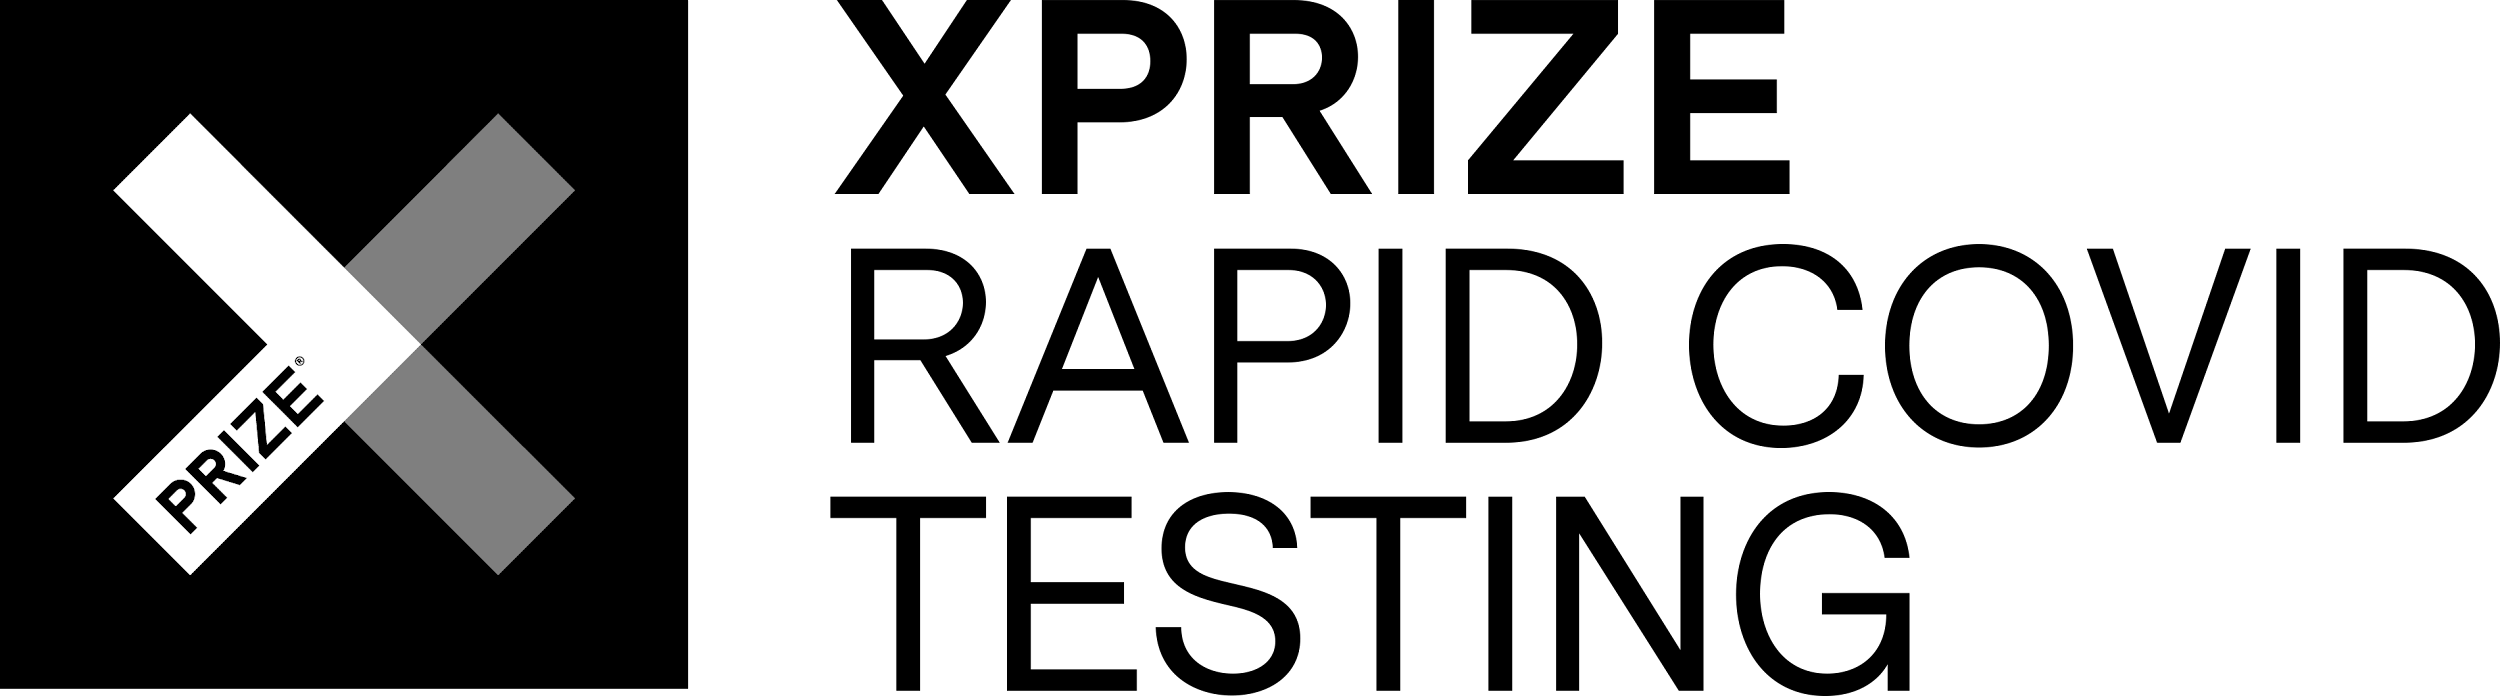 PRIZE®
XPRIZE
RAPID COVID
TESTING